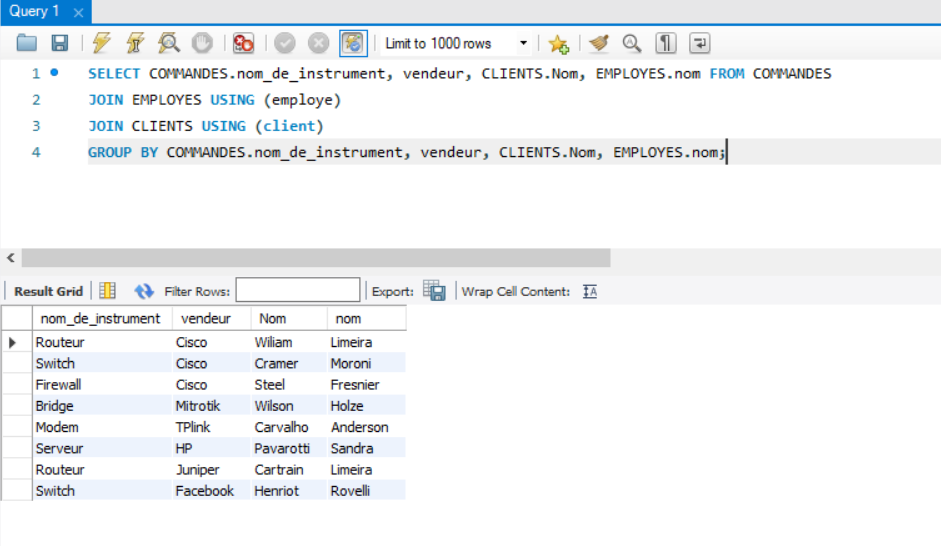 Query 1
Limit to 1000 rows
1 SELECT COMMANDES.nom_de_instrument, vendeur, CLIENTS.Nom, EMPLOYES.nom FROM COMMANDES
2 JOIN EMPLOYES USING (employe)
3 JOIN CLIENTS USING (client)
4 GROUP BY COMMANDES.nom_de_instrument, vendeur, CLIENTS.Nom, EMPLOYES.nom;
Result Grid Filter Rows: Export: Wrap Cell Content: IA
nom_de_instrument vendeur Nom nom
Routeur Cisco Wiliam Limeira
Switch Cisco Cramer Moroni
Firewall Cisco Steel Fresnier
Bridge Mitrotik Wilson Holze
Modem TPlink Carvalho Anderson
Serveur HP Pavarotti Sandra
Routeur Juniper Cartrain Limeira
Switch Facebook Henriot Rovelli